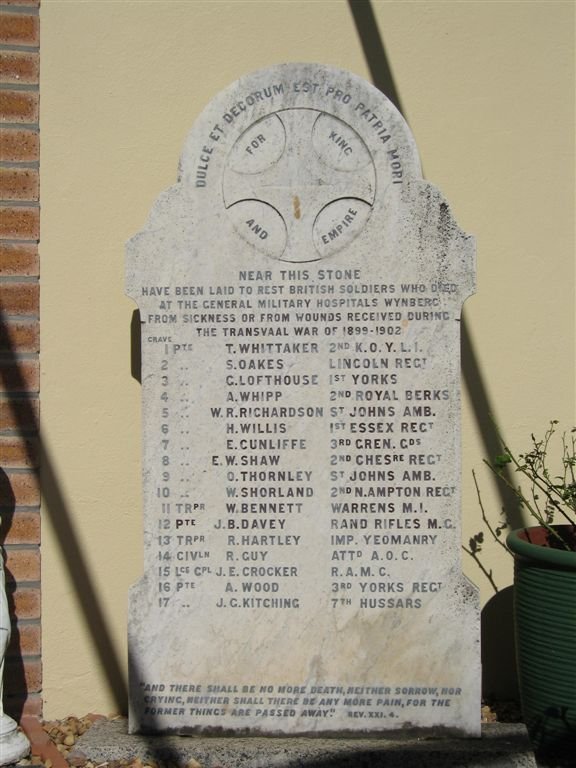 DULCE ET DECORUM EST PRO PATRIA MORI
FOR KING
AND EMPIRE
NEAR THIS STONE
HAVE BEEN LAID TO REST BRITISH SOLDIERS WHO DIED
AT THE GENERAL MILITARY HOSPITALS WYNBERG
FROM SICKNESS OR FROM WOUNDS RECEIVED DURING
THE TRANSVAAL WAR OF 1899-1902
GRAVE
1 PTE T. WHITTAKER 2ND K.O.Y.L.I.
2 „ S. OAKES LINCOLN REGT
3 „ G. LOFTHOUSE 1ST YORKS
4 „ A. WHIPP 2ND ROYAL BERKS
5 „ W.R. RICHARDSON ST JOHNS AMB.
6 „ H. WILLIS 1ST ESSEX REGT
7 „ E. CUNLIFFE 3RD GREN. GDS
8 „ E.W. SHAW 2ND CHESRE REGT
9 „ O. THORNLEY ST JOHNS AMB.
10 „ W. SHORLAND 2ND N.AMPTON REGT
11 TRPR W. BENNETT WARRENS M.I.
12 PTE J.B. DAVEY RAND RIFLES M.G.
13 TRPR R. HARTLEY IMP. YEOMANRY
14 CIVLN R. GUY ATTD A.O.C.
15 LCE CPL J.E. CROCKER R.A.M.C.
16 PTE A. WOOD 3RD YORKS REGT
17 „ J.G. KITCHING 7TH HUSSARS
"AND THERE SHALL BE NO MORE DEATH, NEITHER SORROW, NOR
CRYING, NEITHER SHALL THERE BE ANY MORE PAIN, FOR THE
FORMER THINGS ARE PASSED AWAY." REV. XXI. 4.